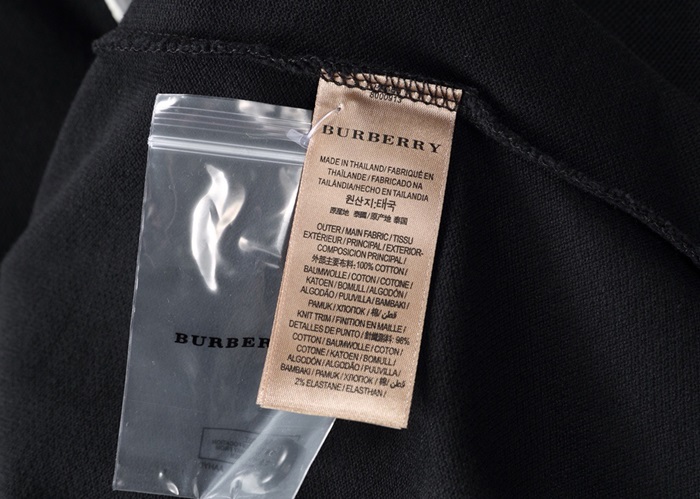 8000913
BURBERRY
MADE IN THAILAND/ FABRIQUÉ EN
THAÏLANDE / FABRICADO NA
TAILÂNDIA/HECHO EN TAILANDIA
원산지:태국
原産地 泰國/原产地 泰国
OUTER / MAIN FABRIC / TISSU
EXTÉRIEUR / PRINCIPAL / EXTERIOR-
COMPOSICION PRINCIPAL /
外部主要布料:100% COTTON /
BAUMWOLLE / COTON / COTONE /
KATOEN / BOMULL / ALGODÓN /
ALGODÃO / PUUVILLA / BAMBAKI /
PAMUK / ХЛОПОК / 棉/ قطن /
KNIT TRIM / FINITION EN MAILLE /
DETALLES DE PUNTO / 針織飾料: 98%
COTTON / BAUMWOLLE / COTON /
COTONE / KATOEN / BOMULL /
ALGODÓN / ALGODÃO / PUUVILLA /
BAMBAKI / PAMUK / ХЛОПОК / 棉/ قطن /
2% ELASTANE / ELASTHAN /
BURBER